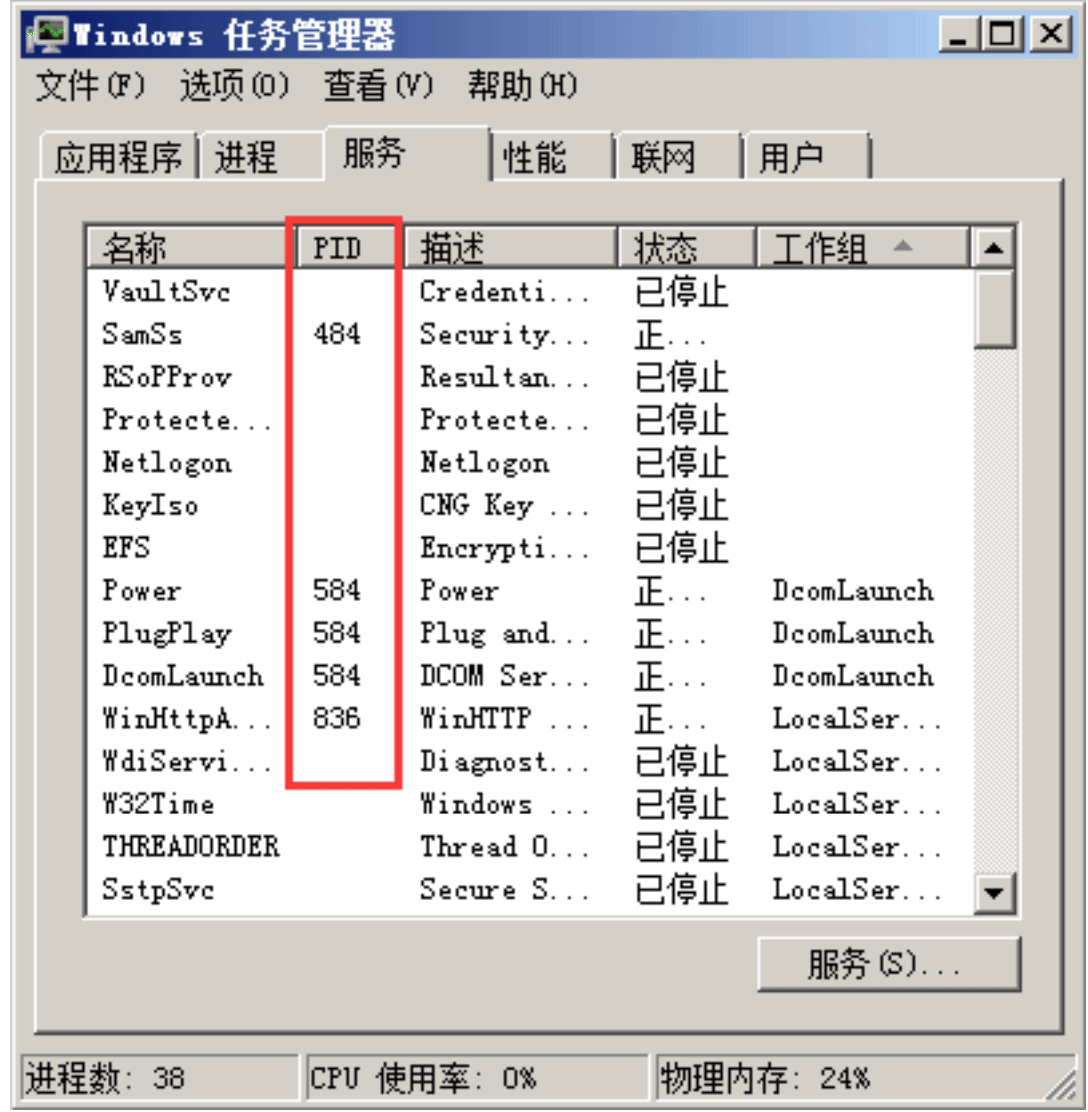 Windows 任务管理器
文件(F) 选项(O) 查看(V) 帮助(H)
应用程序 进程 服务 性能 联网 用户
名称 PID 描述 状态 工作组
VaultSvc Credenti... 已停止
SamSs 484 Security... 正...
RSoPProv Resultan... 已停止
Protecte... Protecte... 已停止
Netlogon Netlogon 已停止
KeyIso CNG Key ... 已停止
EFS Encrypti... 已停止
Power 584 Power 正... DcomLaunch
PlugPlay 584 Plug and... 正... DcomLaunch
DcomLaunch 584 DCOM Ser... 正... DcomLaunch
WinHttpA... 836 WinHTTP ... 正... LocalSer...
WdiServi... Diagnost... 已停止 LocalSer...
W32Time Windows ... 已停止 LocalSer...
THREADORDER Thread O... 已停止 LocalSer...
SstpSvc Secure S... 已停止 LocalSer...
服务(S)...
进程数: 38 CPU 使用率: 0% 物理内存: 24%